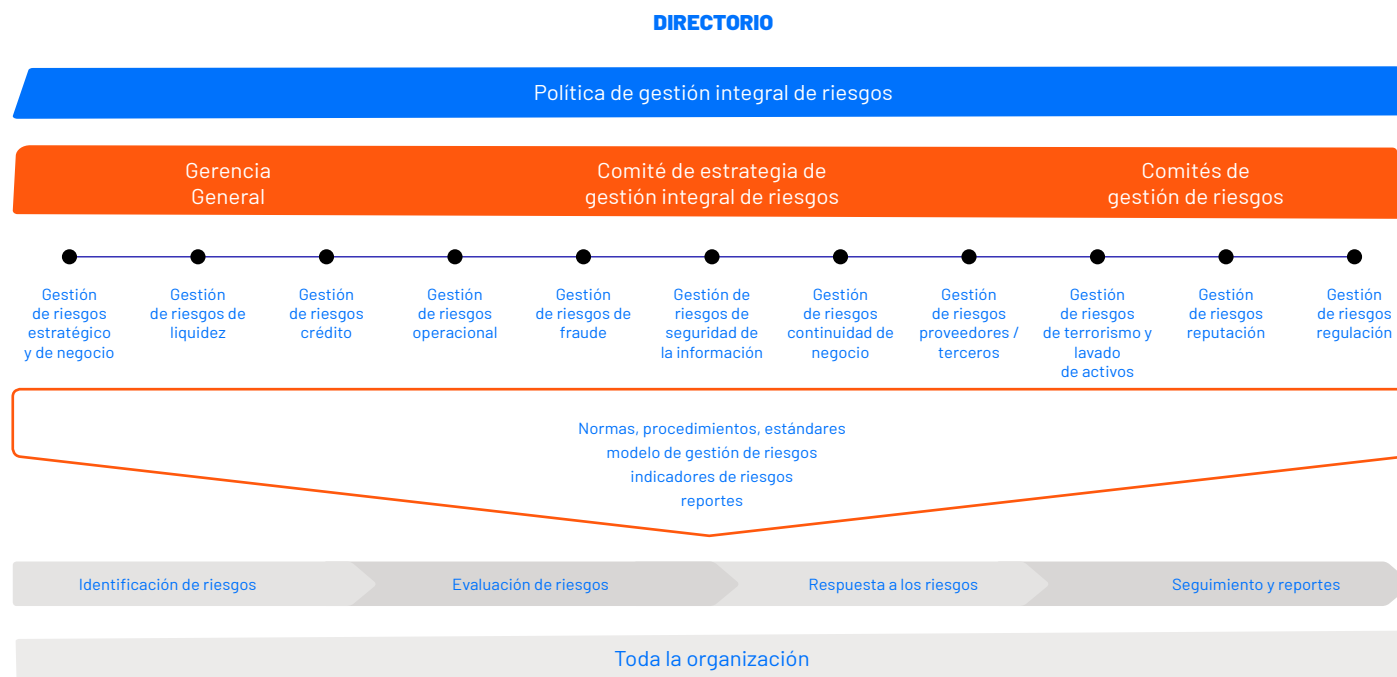 DIRECTORIO
Política de gestión integral de riesgos
Gerencia
General
Comité de estrategia de
gestión integral de riesgos
Comités de
gestión de riesgos
Gestión
de riesgos
estratégico
y de negocio
Gestión
de riesgos de
liquidez
Gestión
de riesgos
crédito
Gestión
de riesgos
operacional
Gestión
de riesgos de
fraude
Gestión de
riesgos de
seguridad de
la información
Gestión
de riesgos
continuidad de
negocio
Gestión
de riesgos
proveedores /
terceros
Gestión
de riesgos
de terrorismo y
lavado
de activos
Gestión
de riesgos
reputación
Gestión
de riesgos
regulación
Normas, procedimientos, estándares
modelo de gestión de riesgos
indicadores de riesgos
reportes
Identificación de riesgos
Evaluación de riesgos
Respuesta a los riesgos
Seguimiento y reportes
Toda la organización